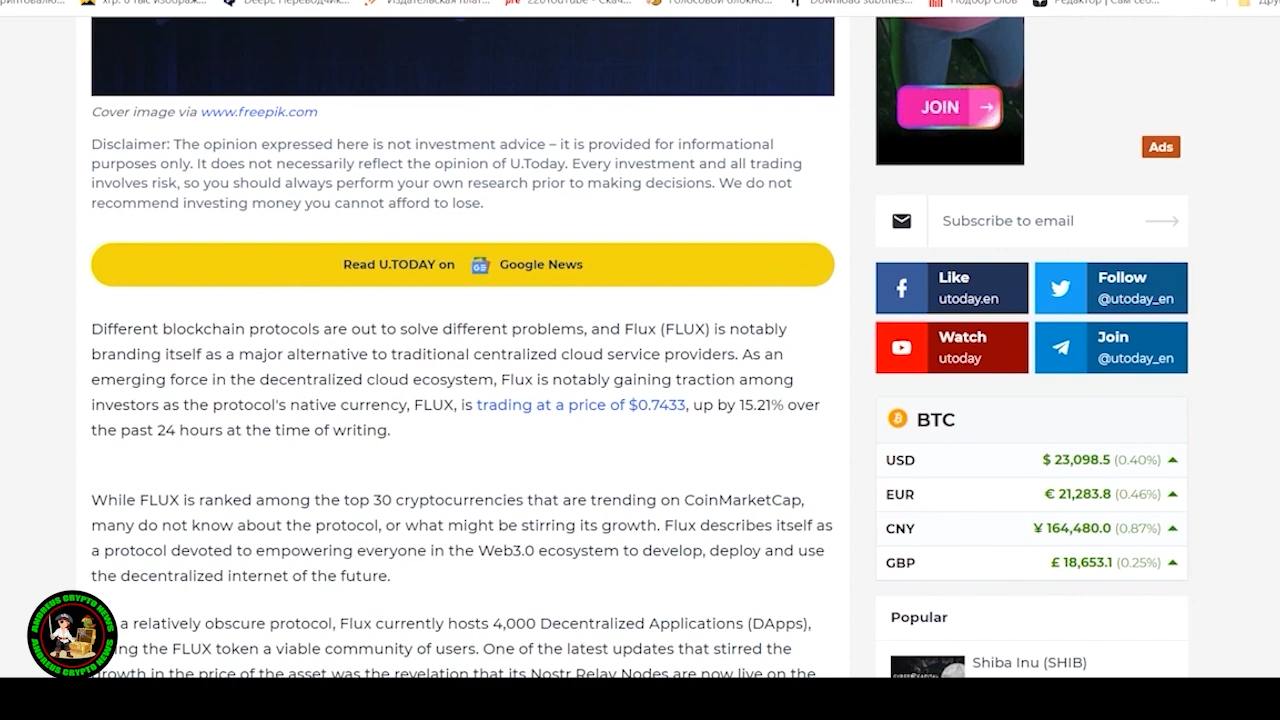 Издательская плат...
Download subtitles...
Подбор слов
Редактор | Сам себ...
JOIN
Ads
Cover image via www.freepik.com
Disclaimer: The opinion expressed here is not investment advice – it is provided for informational
purposes only. It does not necessarily reflect the opinion of U.Today. Every investment and all trading
involves risk, so you should always perform your own research prior to making decisions. We do not
recommend investing money you cannot afford to lose.
Read U.TODAY on Google News
Different blockchain protocols are out to solve different problems, and Flux (FLUX) is notably
branding itself as a major alternative to traditional centralized cloud service providers. As an
emerging force in the decentralized cloud ecosystem, Flux is notably gaining traction among
investors as the protocol's native currency, FLUX, is trading at a price of $0.7433, up by 15.21% over
the past 24 hours at the time of writing.
While FLUX is ranked among the top 30 cryptocurrencies that are trending on CoinMarketCap,
many do not know about the protocol, or what might be stirring its growth. Flux describes itself as
a protocol devoted to empowering everyone in the Web3.0 ecosystem to develop, deploy and use
the decentralized internet of the future.
a relatively obscure protocol, Flux currently hosts 4,000 Decentralized Applications (DApps),
the FLUX token a viable community of users. One of the latest updates that stirred the
growth in the price of the asset was the revelation that its Nostr Relay Nodes are now live on the
Subscribe to email
Like
utoday.en
Follow
@utoday_en
Watch
utoday
Join
@utoday_en
BTC
USD $ 23,098.5 (0.40%)
EUR € 21,283.8 (0.46%)
CNY ¥ 164,480.0 (0.87%)
GBP £ 18,653.1 (0.25%)
Popular
Shiba Inu (SHIB)
ANDREUS CRYPTO NEWS
ANDREUS CRYPTO NEWS